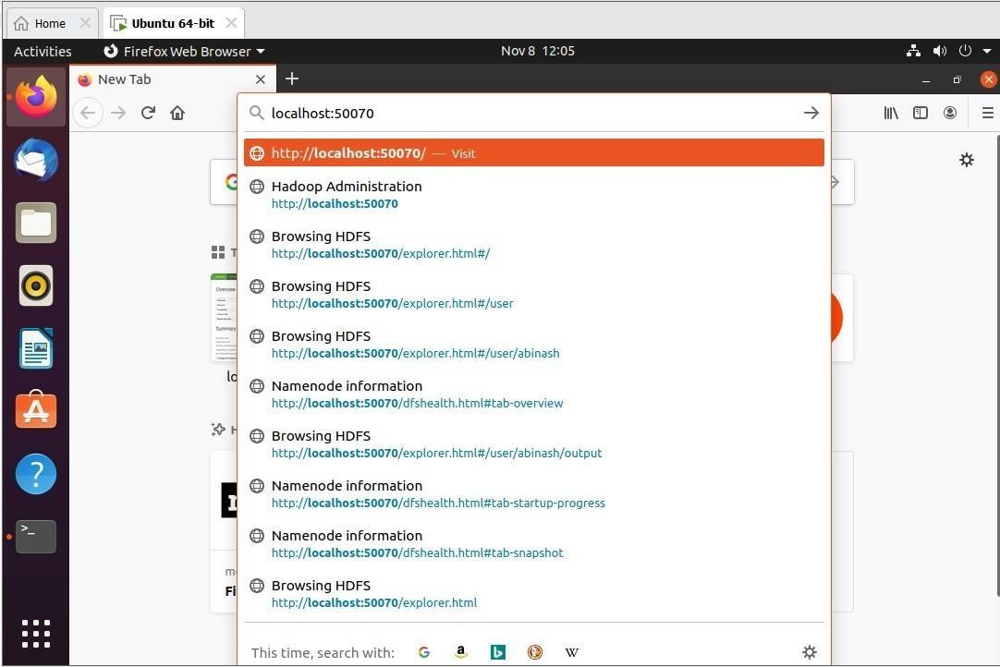 Home
Ubuntu 64-bit
Activities
Firefox Web Browser
Nov 8 12:05
New Tab
localhost:50070
http://localhost:50070/ — Visit
Hadoop Administration
http://localhost:50070
Browsing HDFS
http://localhost:50070/explorer.html#/
Browsing HDFS
http://localhost:50070/explorer.html#/user
Browsing HDFS
http://localhost:50070/explorer.html#/user/abinash
Namenode information
http://localhost:50070/dfshealth.html#tab-overview
Browsing HDFS
http://localhost:50070/explorer.html#/user/abinash/output
Namenode information
http://localhost:50070/dfshealth.html#tab-startup-progress
Namenode information
http://localhost:50070/dfshealth.html#tab-snapshot
Browsing HDFS
http://localhost:50070/explorer.html
This time, search with:
Overview
Summary